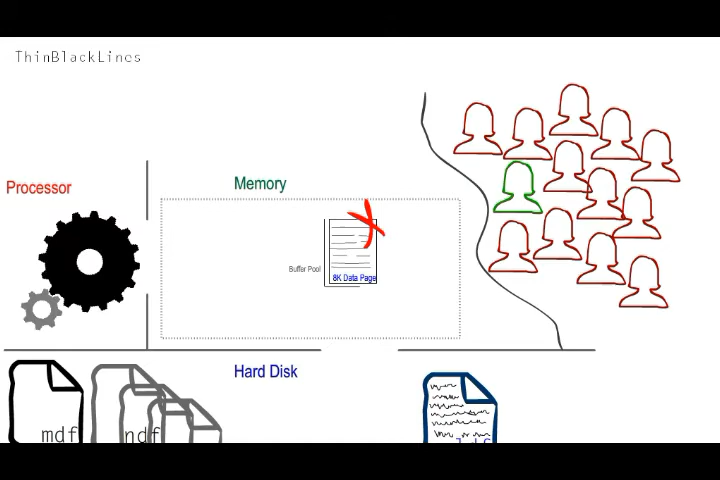 ThinBlackLines
Processor
Memory
Buffer Pool
8K Data Page
Hard Disk
mdf
ndf